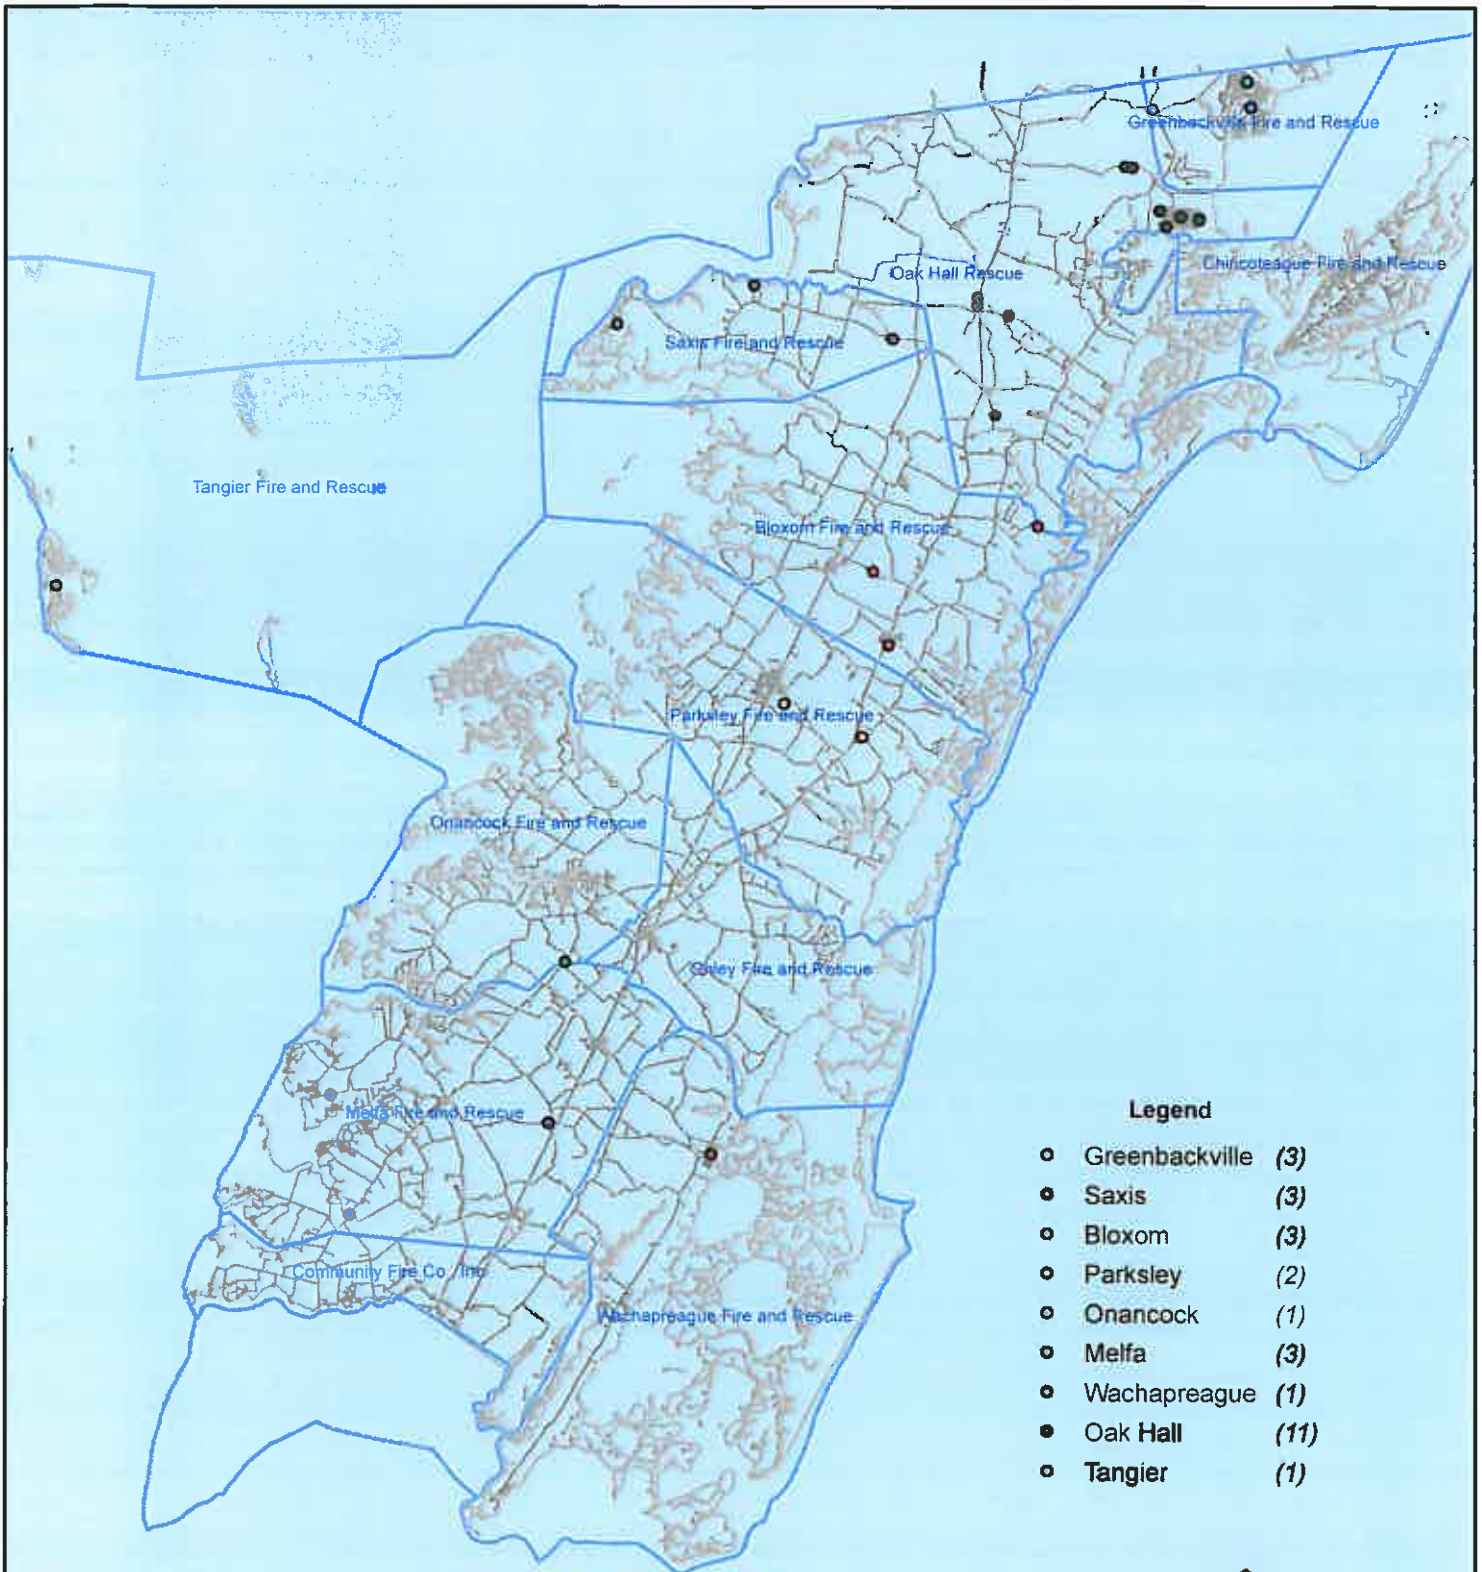 Greenbackville Fire and Rescue
Chincoteague Fire and Rescue
Oak Hall Rescue
Saxis Fire and Rescue
Tangier Fire and Rescue
Bloxom Fire and Rescue
Parksley Fire and Rescue
Onancock Fire and Rescue
Onley Fire and Rescue
Melfa Fire and Rescue
Community Fire Co., Inc
Wachapreague Fire and Rescue
Legend
Greenbackville (3)
Saxis (3)
Bloxom (3)
Parksley (2)
Onancock (1)
Melfa (3)
Wachapreague (1)
Oak Hall (11)
Tangier (1)